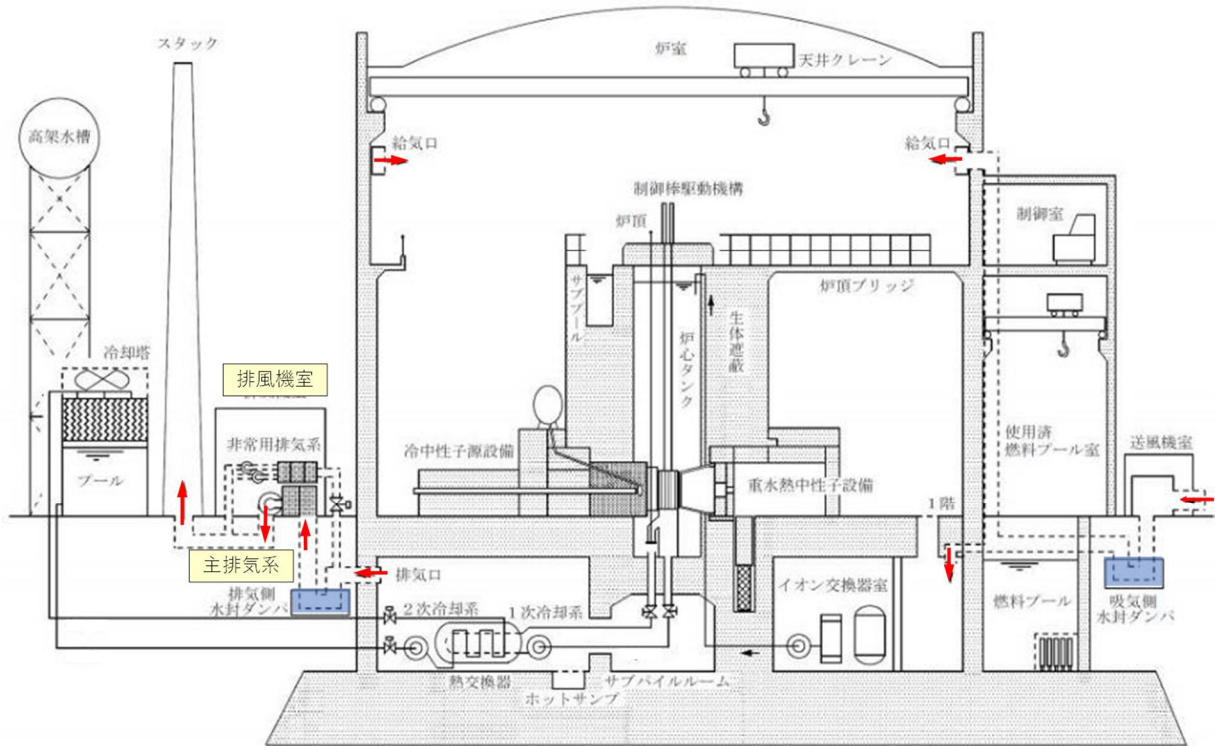 スタック
炉室
天井クレーン
高架水槽
給気口
給気口
制御棒駆動機構
炉頂
制御室
サブプール
炉心タンク
生体遮蔽
炉頂ブリッジ
冷却塔
排風機室
非常用排気系
プール
冷中性子源設備
重水熱中性子設備
使用済
燃料プール室
送風機室
1階
主排気系
排気口
排気側
水封ダンパ
2次冷却系
1次冷却系
イオン交換器室
燃料プール
吸気側
水封ダンパ
熱交換器
サブパイルルーム
ホットサンプ